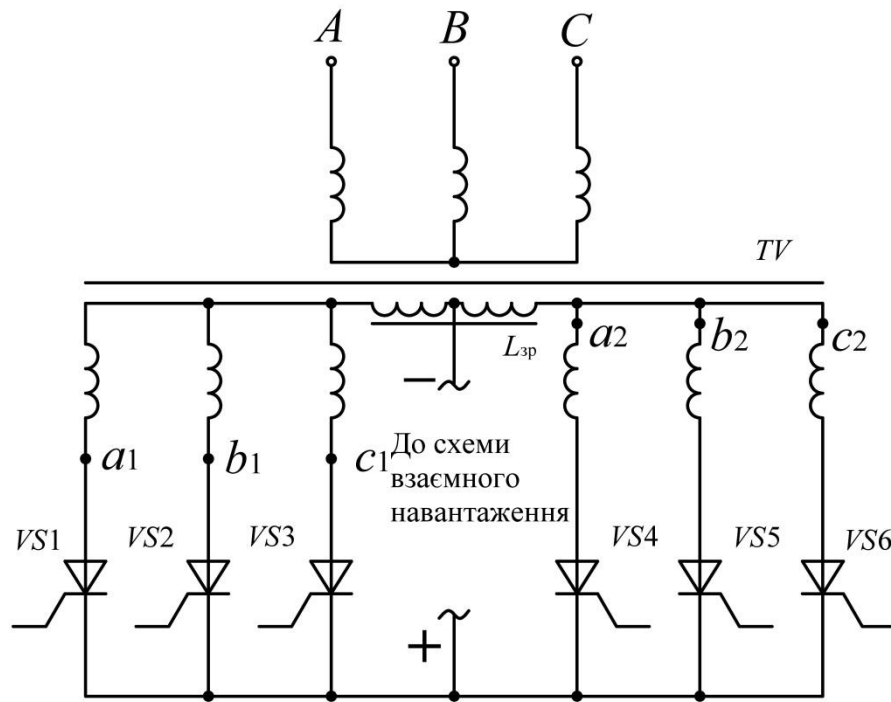 A B C
TV
a2 b2 c2
Lзр
−
a1 b1 c1
До схеми
взаємного
навантаження
VS1 VS2 VS3 VS4 VS5 VS6
+